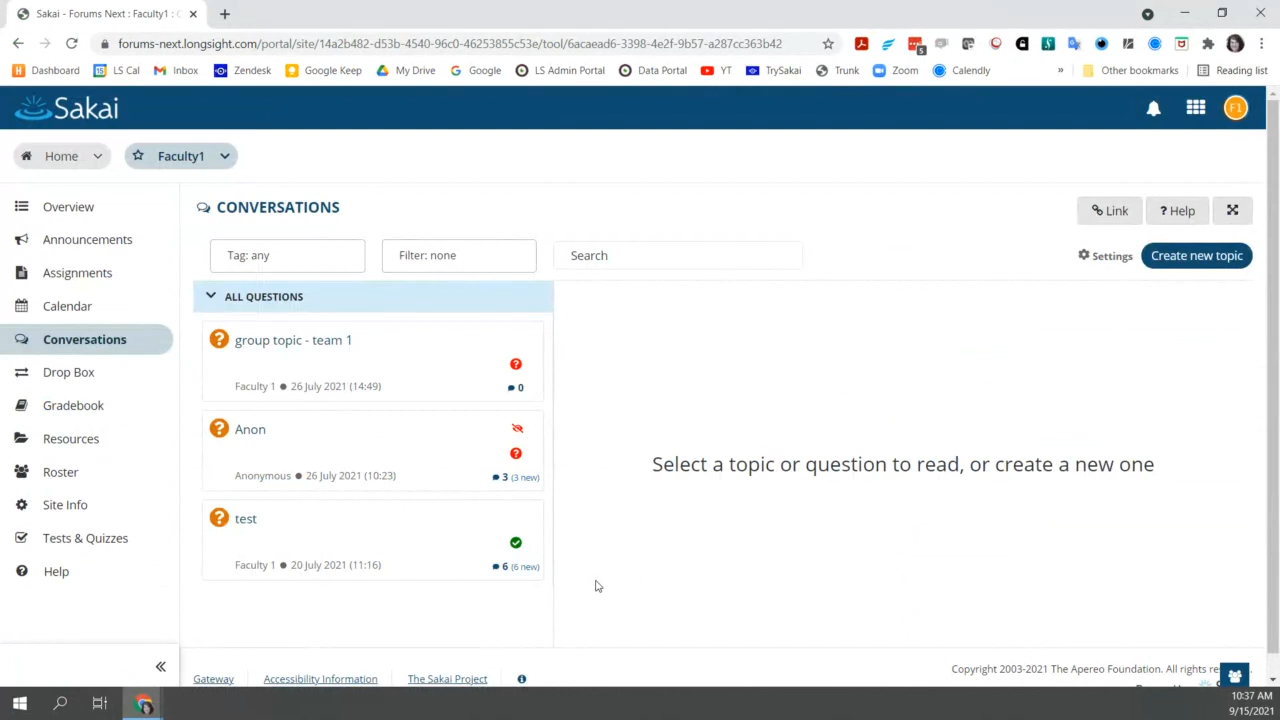 Sakai - Forums Next : Faculty1 : C
forums.next.longsight.com/portal/site/14a2b482-d53b-4540-96c0-46363855c53e/tool/6acaead6-3398-4e2f-9b57-a287cc363b42
Dashboard LS Cal Inbox Zendesk Google Keep My Drive Google LS Admin Portal Data Portal YT TrySakai Trunk Zoom Calendly » Other bookmarks Reading list
Sakai
F1
Home Faculty1
Overview
Announcements
Assignments
Calendar
Conversations
Drop Box
Gradebook
Resources
Roster
Site Info
Tests & Quizzes
Help
CONVERSATIONS
Link ? Help
Tag: any Filter: none Search Settings Create new topic
ALL QUESTIONS
group topic - team 1
Faculty 1 ● 26 July 2021 (14:49) 0
Anon
Anonymous ● 26 July 2021 (10:23) 3 (3 new)
test
Faculty 1 ● 20 July 2021 (11:16) 6 (6 new)
Select a topic or question to read, or create a new one
Copyright 2003-2021 The Apereo Foundation. All rights
Gateway Accessibility Information The Sakai Project
10:37 AM
9/15/2021